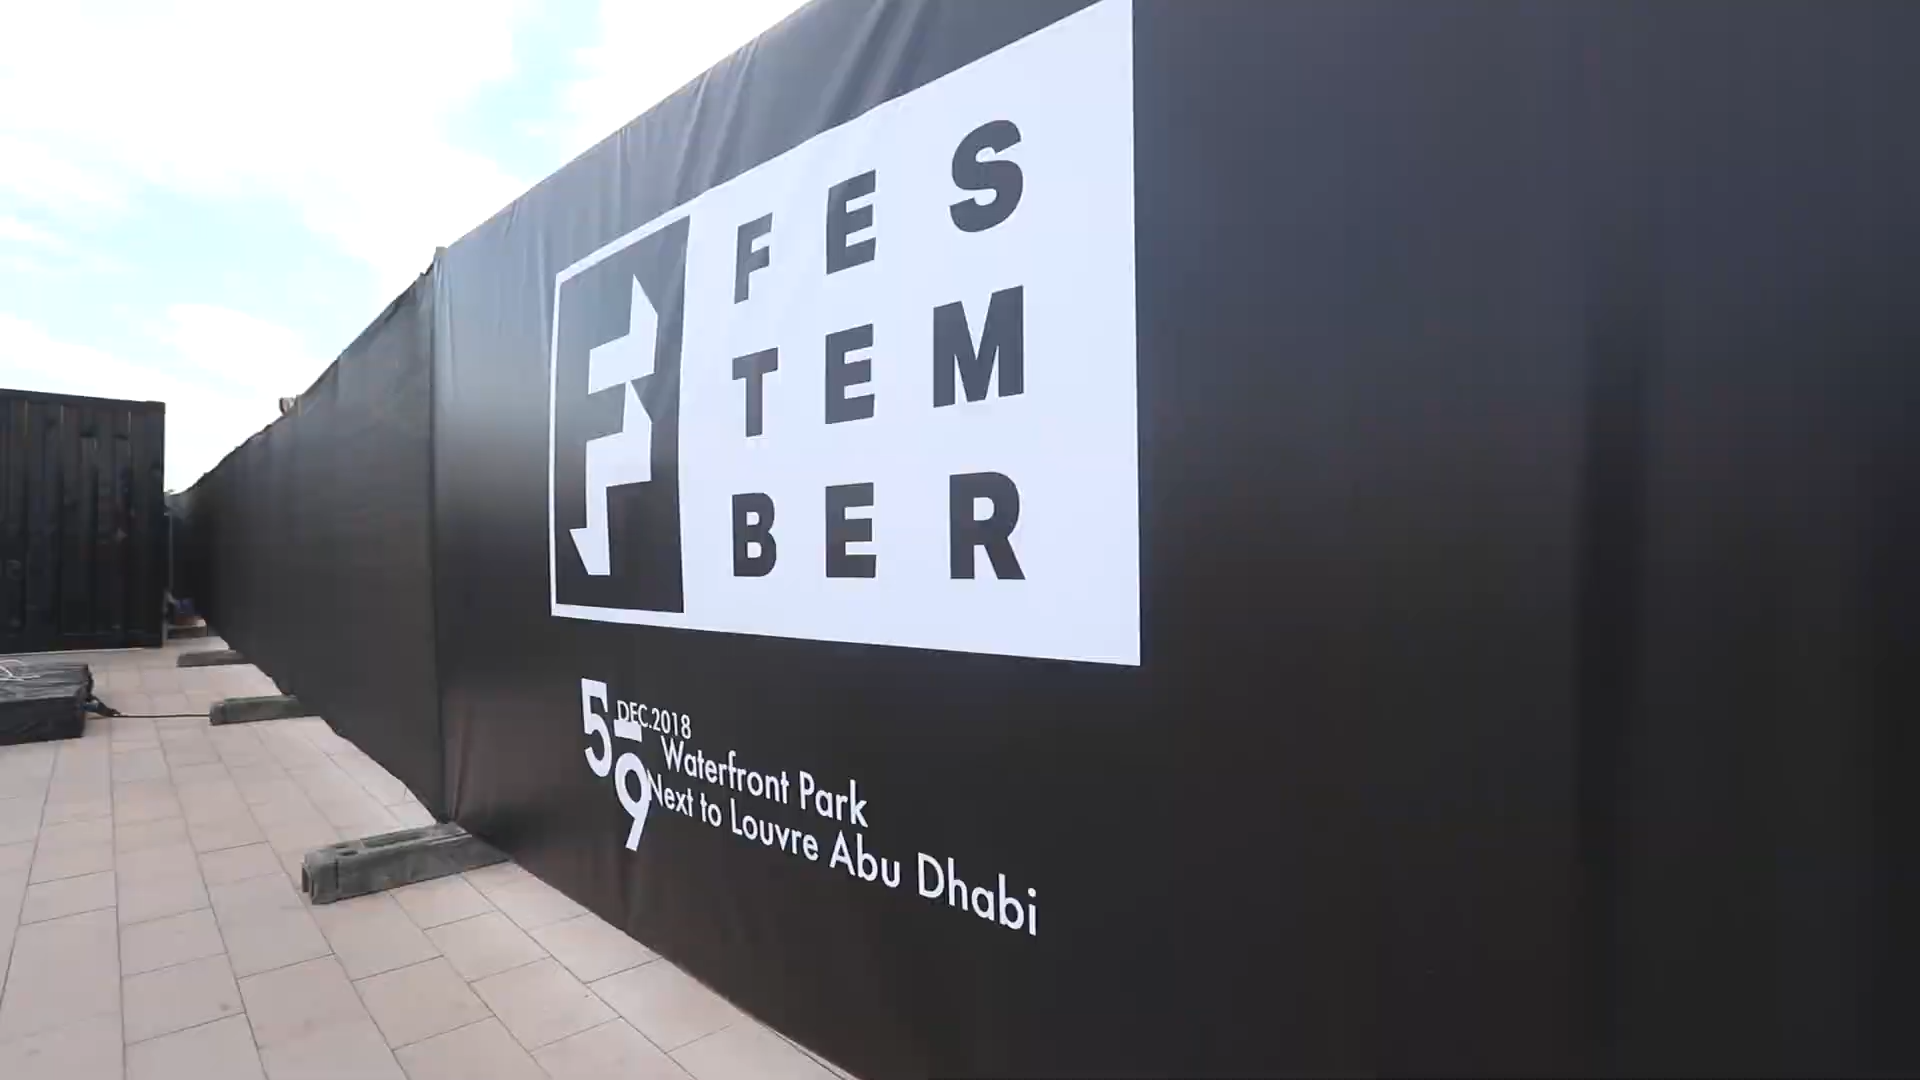 FES
TEM
BER
5-9
DEC.2018
Waterfront Park
Next to Louvre Abu Dhabi